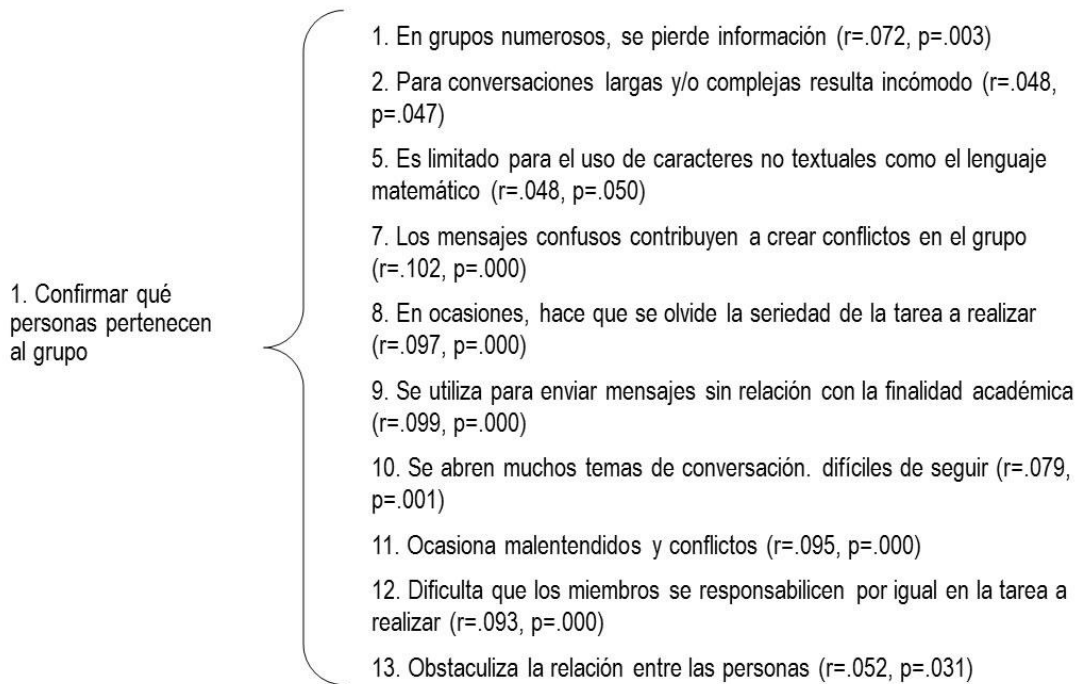 1. Confirmar qué
personas pertenecen
al grupo
1. En grupos numerosos, se pierde información (r=.072, p=.003)
2. Para conversaciones largas y/o complejas resulta incómodo (r=.048,
p=.047)
5. Es limitado para el uso de caracteres no textuales como el lenguaje
matemático (r=.048, p=.050)
7. Los mensajes confusos contribuyen a crear conflictos en el grupo
(r=.102, p=.000)
8. En ocasiones, hace que se olvide la seriedad de la tarea a realizar
(r=.097, p=.000)
9. Se utiliza para enviar mensajes sin relación con la finalidad académica
(r=.099, p=.000)
10. Se abren muchos temas de conversación. difíciles de seguir (r=.079,
p=.001)
11. Ocasiona malentendidos y conflictos (r=.095, p=.000)
12. Dificulta que los miembros se responsabilicen por igual en la tarea a
realizar (r=.093, p=.000)
13. Obstaculiza la relación entre las personas (r=.052, p=.031)